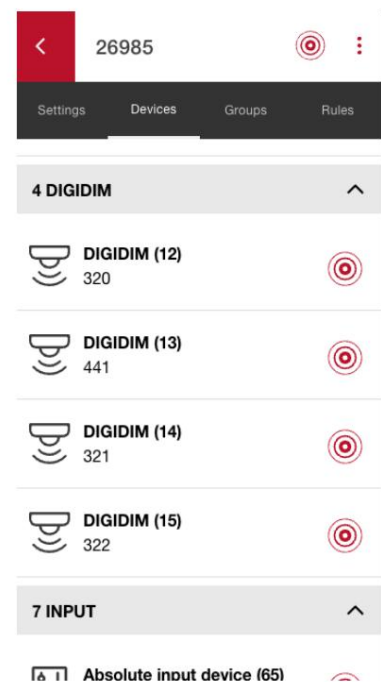 26985
Settings Devices Groups Rules
4 DIGIDIM
DIGIDIM (12)
320
DIGIDIM (13)
441
DIGIDIM (14)
321
DIGIDIM (15)
322
7 INPUT
Absolute input device (65)